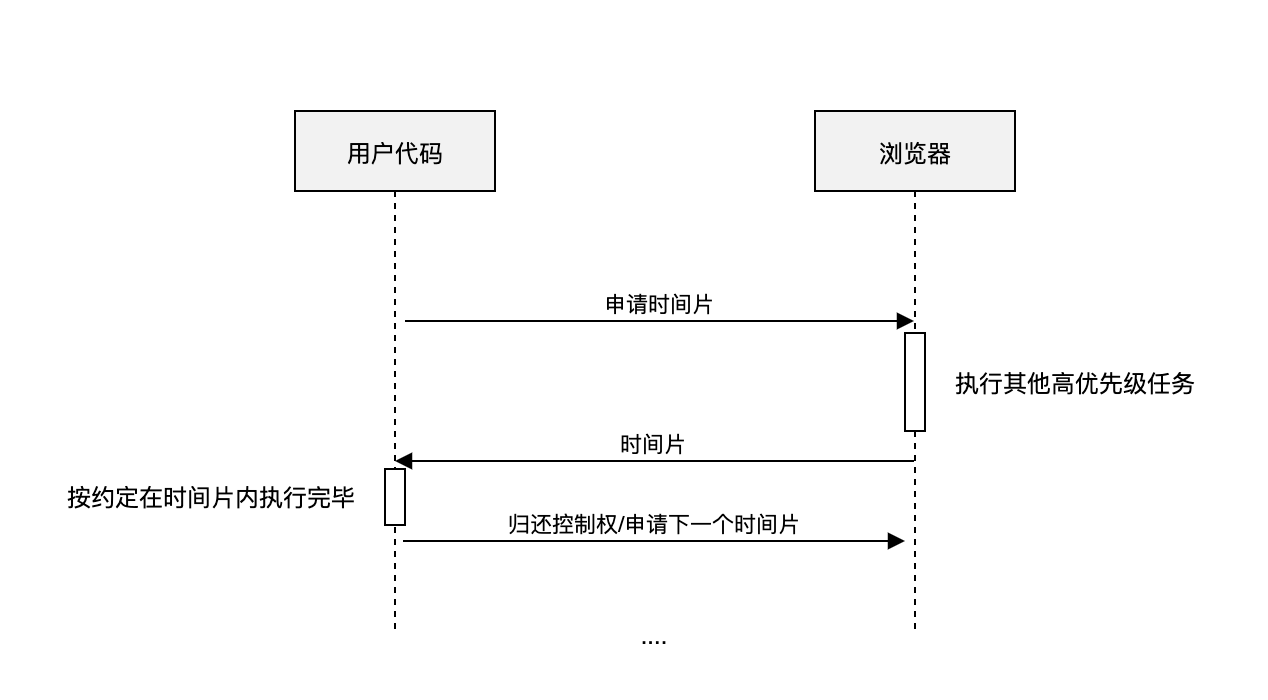 用户代码
浏览器
申请时间片
执行其他高优先级任务
时间片
按约定在时间片内执行完毕
归还控制权/申请下一个时间片
....